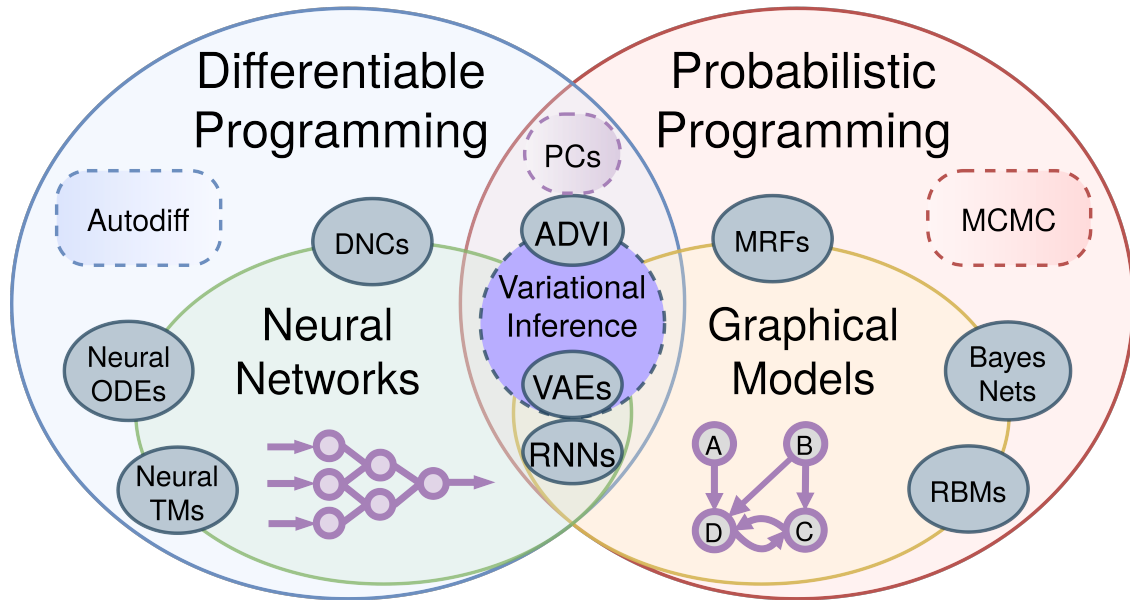 Differentiable
Programming
Probabilistic
Programming
PCs
Autodiff
MCMC
DNCs
ADVI
MRFs
Variational
Inference
Neural
Networks
Graphical
Models
Neural
ODEs
VAEs
Bayes
Nets
RNNs
Neural
TMs
A
B
D
C
RBMs